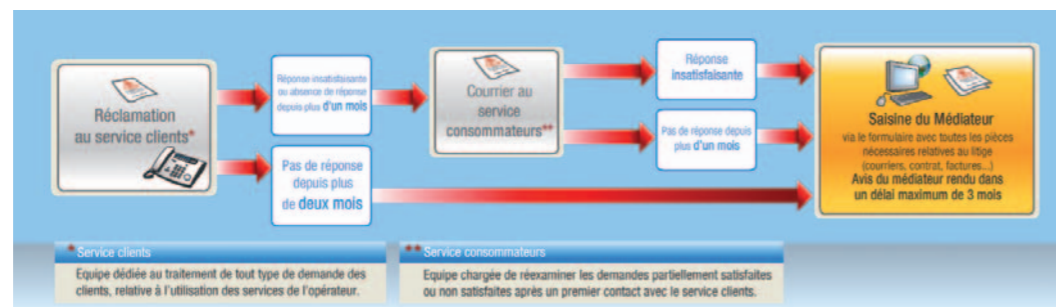 Réclamation
au service clients*
Réponse insatisfaisante
ou absence de réponse
depuis plus d'un mois
Pas de réponse
depuis plus
de deux mois
Courrier au
service
consommateurs**
Réponse
insatisfaisante
Pas de réponse depuis
plus d'un mois
Saisine du Médiateur
via le formulaire avec toutes les pièces
nécessaires relatives au litige
(courriers, contrat, factures...)
Avis du médiateur rendu dans
un délai maximum de 3 mois
* Service clients
Equipe dédiée au traitement de tout type de demande des
clients, relative à l'utilisation des services de l'opérateur.
** Service consommateurs
Equipe chargée de réexaminer les demandes partiellement satisfaites
ou non satisfaites après un premier contact avec le service clients.